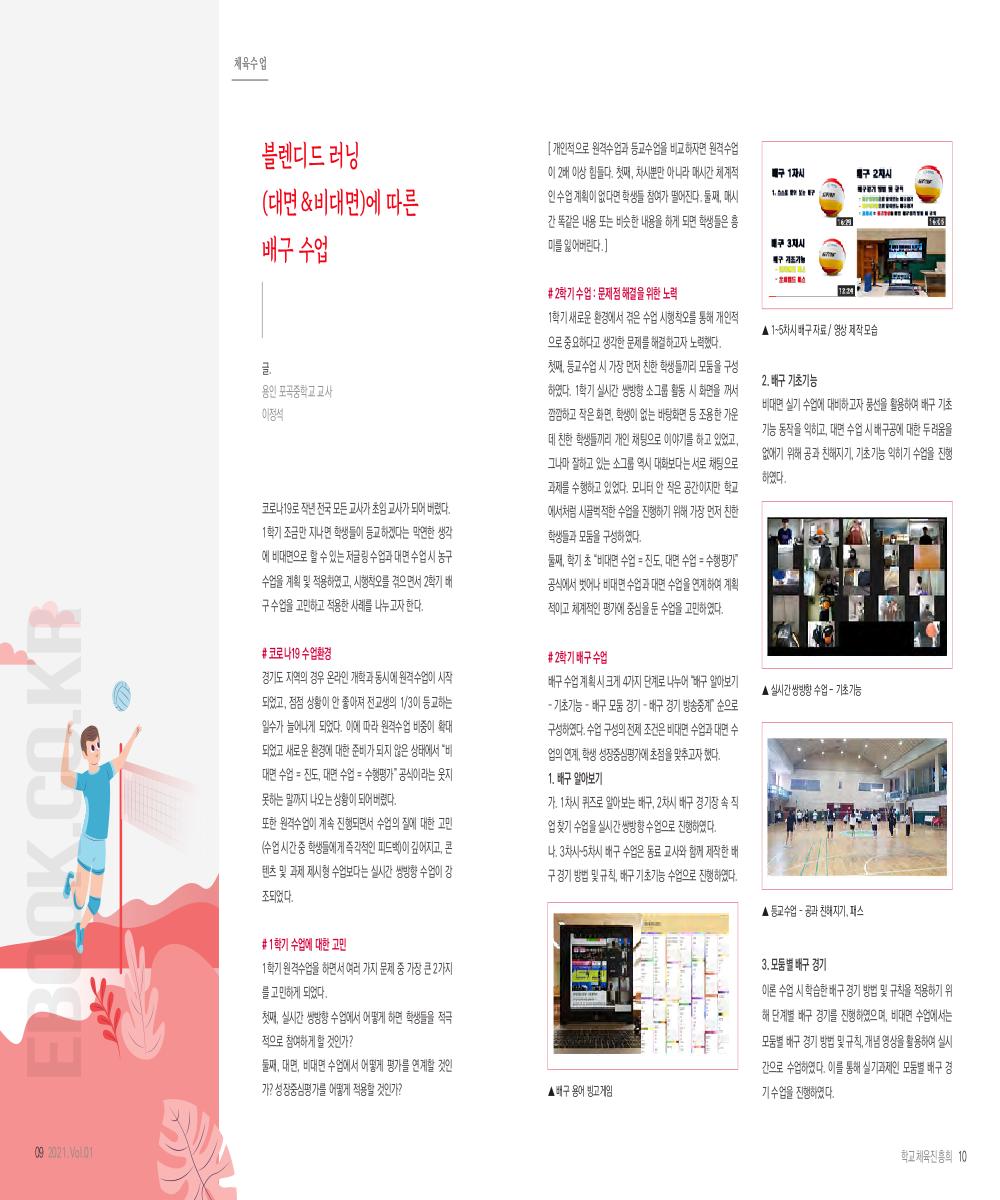 체육수업
블렌디드 러닝
(대면&비대면)에 따른
배구 수업
글.
용인 포곡중학교 교사
이정석
코로나19로 작년 전국 모든 교사가 초임 교사가 되어 버렸다.
1학기 조금만 지나면 학생들이 등교하겠다는 막연한 생각
에 비대면으로 할 수 있는 저글링 수업과 대면 수업 시 농구
수업을 계획 및 적용하였고, 시행착오를 겪으면서 2학기 배
구 수업을 고민하고 적용한 사례를 나누고자 한다.
# 코로나19 수업환경
경기도 지역의 경우 온라인 개학과 동시에 원격수업이 시작
되었고, 점점 상황이 안 좋아져 전교생의 1/3이 등교하는
일수가 늘어나게 되었다. 이에 따라 원격수업 비중이 확대
되었고 새로운 환경에 대한 준비가 되지 않은 상태에서 “비
대면 수업 = 진도, 대면 수업 = 수행평가” 공식이라는 웃지
못하는 말까지 나오는 상황이 되어 버렸다.
또한 원격수업이 계속 진행되면서 수업의 질에 대한 고민
(수업 시간 중 학생들에게 즉각적인 피드백)이 깊어지고, 콘
텐츠 및 과제 제시형 수업보다는 실시간 쌍방향 수업이 강
조되었다.
# 1학기 수업에 대한 고민
1학기 원격수업을 하면서 여러 가지 문제 중 가장 큰 2가지
를 고민하게 되었다.
첫째, 실시간 쌍방향 수업에서 어떻게 하면 학생들을 적극
적으로 참여하게 할 것인가?
둘째, 대면, 비대면 수업에서 어떻게 평가를 연계할 것인
가? 성장중심평가를 어떻게 적용할 것인가?
[ 개인적으로 원격수업과 등교수업을 비교하자면 원격수업
이 2배 이상 힘들다. 첫째, 차시뿐만 아니라 매시간 체계적
인 수업 계획이 없다면 학생들 참여가 떨어진다. 둘째, 매시
간 똑같은 내용 또는 비슷한 내용을 하게 되면 학생들은 흥
미를 잃어버린다. ]
# 2학기 수업 : 문제점 해결을 위한 노력
1학기 새로운 환경에서 겪은 수업 시행착오를 통해 개인적
으로 중요하다고 생각한 문제를 해결하고자 노력했다.
첫째, 등교수업 시 가장 먼저 친한 학생들끼리 모둠을 구성
하였다. 1학기 실시간 쌍방향 소그룹 활동 시 화면을 꺼서
깜깜하고 작은 화면, 학생이 없는 바탕화면 등 조용한 가운
데 친한 학생들끼리 개인 채팅으로 이야기를 하고 있었고,
그나마 잘하고 있는 소그룹 역시 대화보다는 서로 채팅으로
과제를 수행하고 있었다. 모니터 안 작은 공간이지만 학교
에서처럼 시끌벅적한 수업을 진행하기 위해 가장 먼저 친한
학생들과 모둠을 구성하였다.
둘째, 학기 초 “비대면 수업 = 진도, 대면 수업 = 수행평가”
공식에서 벗어나 비대면 수업과 대면 수업을 연계하여 계획
적이고 체계적인 평가에 중심을 둔 수업을 고민하였다.
# 2학기 배구 수업
배구 수업 계획 시 크게 4가지 단계로 나누어 “배구 알아보기
- 기초기능 - 배구 모둠 경기 - 배구 경기 방송중계” 순으로
구성하였다. 수업 구성의 전제 조건은 비대면 수업과 대면 수
업의 연계, 학생 성장중심평가에 초점을 맞추고자 했다.
1. 배구 알아보기
가. 1차시 퀴즈로 알아보는 배구, 2차시 배구 경기장 속 직
업 찾기 수업을 실시간 쌍방향 수업으로 진행하였다.
나. 3차시~5차시 배구 수업은 동료 교사와 함께 제작한 배
구 경기 방법 및 규칙, 배구 기초기능 수업으로 진행하였다.
▲ 배구 용어 빙고게임
배구 1차시
배구 2차시
16:29
16:05
배구 3차시
배구 기초기능
12:24
▲ 1~5차시 배구 자료 / 영상 제작 모습
2. 배구 기초기능
비대면 실기 수업에 대비하고자 풍선을 활용하여 배구 기초
기능 동작을 익히고, 대면 수업 시 배구공에 대한 두려움을
없애기 위해 공과 친해지기, 기초기능 익히기 수업을 진행
하였다.
▲ 실시간 쌍방향 수업 - 기초기능
▲ 등교수업 - 공과 친해지기, 패스
3. 모둠별 배구 경기
이론 수업 시 학습한 배구 경기 방법 및 규칙을 적용하기 위
해 단계별 배구 경기를 진행하였으며, 비대면 수업에서는
모둠별 배구 경기 방법 및 규칙, 개념 영상을 활용하여 실시
간으로 수업하였다. 이를 통해 실기과제인 모둠별 배구 경
기 수업을 진행하였다.
EBOOK.CO.KR
09 2021. Vol.01
학교체육진흥회 10